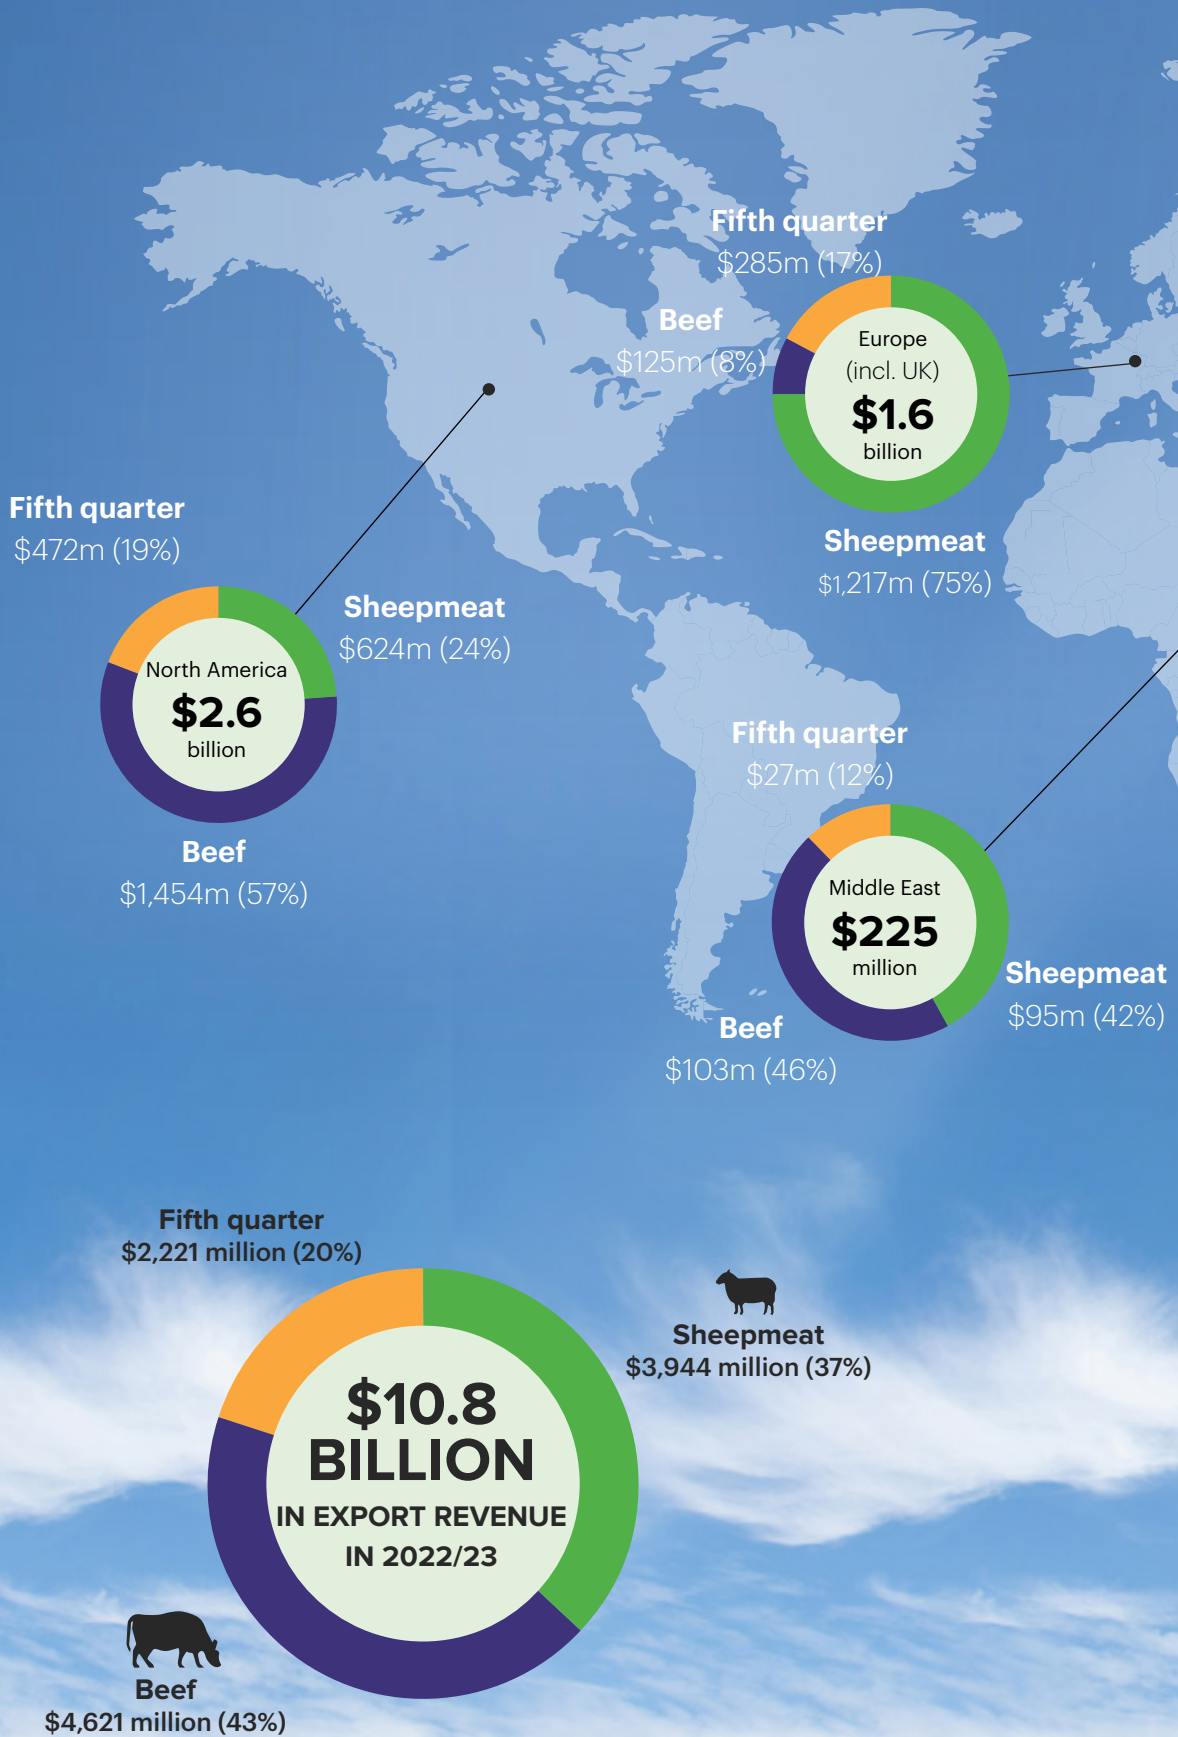 Fifth quarter
$285m (17%)
Beef
$125m (8%)
Europe
(incl. UK)
$1.6
billion
Sheepmeat
$1,217m (75%)
Fifth quarter
$472m (19%)
Sheepmeat
$624m (24%)
North America
$2.6
billion
Beef
$1,454m (57%)
Fifth quarter
$27m (12%)
Middle East
$225
million
Sheepmeat
$95m (42%)
Beef
$103m (46%)
Fifth quarter
$2,221 million (20%)
Sheepmeat
$3,944 million (37%)
$10.8
BILLION
IN EXPORT REVENUE
IN 2022/23
Beef
$4,621 million (43%)